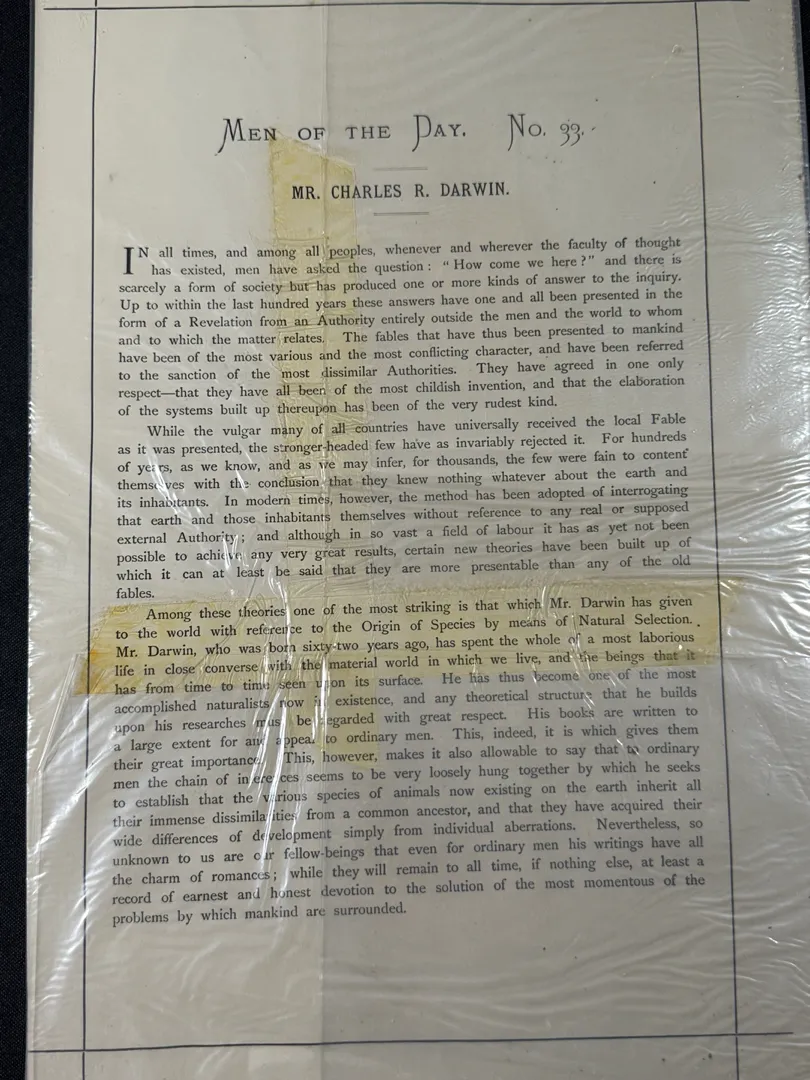 MEN OF THE DAY. No. 33.
MR. CHARLES R. DARWIN.
IN all times, and among all peoples, whenever and wherever the faculty of thought
has existed, men have asked the question: "How come we here?" and there is
scarcely a form of society but has produced one or more kinds of answer to the inquiry.
Up to within the last hundred years these answers have one and all been presented in the
form of a Revelation from an Authority entirely outside the men and the world to whom
and to which the matter relates. The fables that have thus been presented to mankind
have been of the most various and the most conflicting character, and have been referred
to the sanction of the most dissimilar Authorities. They have agreed in one only
respect—that they have all been of the most childish invention, and that the elaboration
of the systems built up thereupon has been of the very rudest kind.
While the vulgar many of all countries have universally received the local Fable
as it was presented, the stronger-headed few have as invariably rejected it. For hundreds
of years, as we know, and as we may infer, for thousands, the few were fain to content
themselves with the conclusion that they knew nothing whatever about the earth and
its inhabitants. In modern times, however, the method has been adopted of interrogating
that earth and those inhabitants themselves without reference to any real or supposed
external Authority; and although in so vast a field of labour it has as yet not been
possible to achieve any very great results, certain new theories have been built up of
which it can at least be said that they are more presentable than any of the old
fables.
Among these theories one of the most striking is that which Mr. Darwin has given
to the world with reference to the Origin of Species by means of Natural Selection.
Mr. Darwin, who was born sixty-two years ago, has spent the whole of a most laborious
life in close converse with the material world in which we live, and the beings that it
has from time to time seen upon its surface. He has thus become one of the most
accomplished naturalists now in existence, and any theoretical structure that he builds
upon his researches must be regarded with great respect. His books are written to
a large extent for and appeal to ordinary men. This, indeed, it is which gives them
their great importance. This, however, makes it also allowable to say that to ordinary
men the chain of inferences seems to be very loosely hung together by which he seeks
to establish that the various species of animals now existing on the earth inherit all
their immense dissimilarities from a common ancestor, and that they have acquired their
wide differences of development simply from individual aberrations. Nevertheless, so
unknown to us are our fellow-beings that even for ordinary men his writings have all
the charm of romances; while they will remain to all time, if nothing else, at least a
record of earnest and honest devotion to the solution of the most momentous of the
problems by which mankind are surrounded.